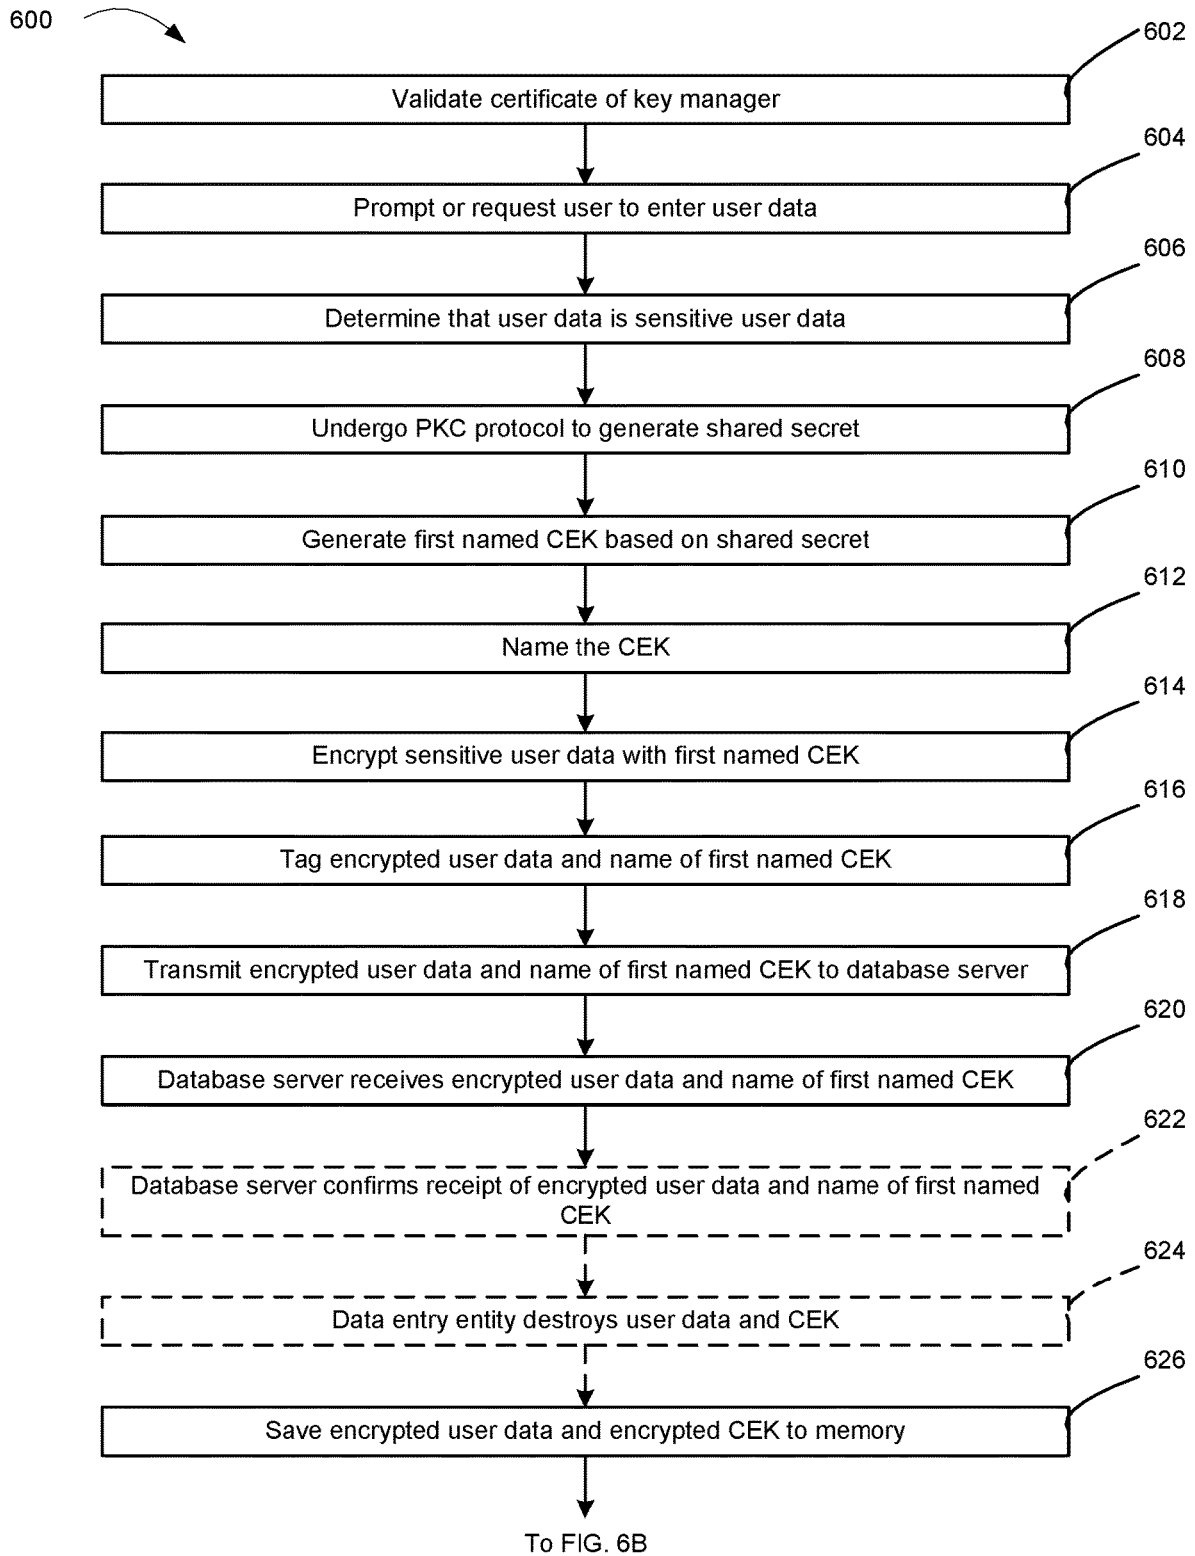 600
602
Validate certificate of key manager
604
Prompt or request user to enter user data
606
Determine that user data is sensitive user data
608
Undergo PKC protocol to generate shared secret
610
Generate first named CEK based on shared secret
612
Name the CEK
614
Encrypt sensitive user data with first named CEK
616
Tag encrypted user data and name of first named CEK
618
Transmit encrypted user data and name of first named CEK to database server
620
Database server receives encrypted user data and name of first named CEK
622
Database server confirms receipt of encrypted user data and name of first named
CEK
624
Data entry entity destroys user data and CEK
626
Save encrypted user data and encrypted CEK to memory
To FIG. 6B